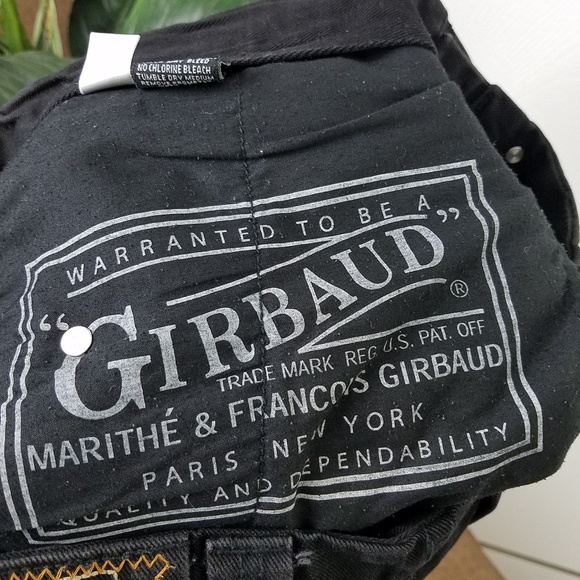 NO CHLORINE BLEACH
TUMBLE DRY MEDIUM
WARRANTED TO BE A
"GIRBAUD" ®
TRADE MARK REG U.S. PAT. OFF
MARITHÉ & FRANCOIS GIRBAUD
PARIS NEW YORK
QUALITY AND DEPENDABILITY